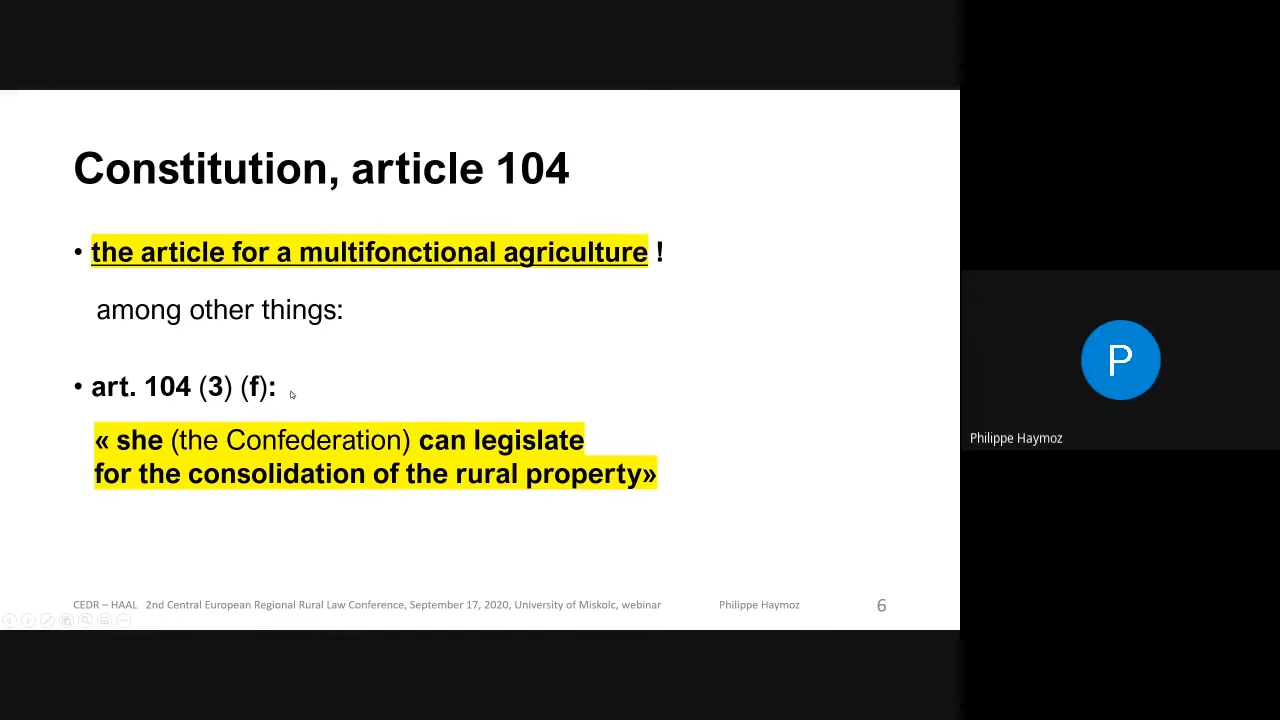 Constitution, article 104
• the article for a multifonctional agriculture !
among other things:
• art. 104 (3) (f):
« she (the Confederation) can legislate
for the consolidation of the rural property»
CEDR – HAAL 2nd Central European Regional Rural Law Conference, September 17, 2020, University of Miskolc, webinar Philippe Haymoz 6
P
Philippe Haymoz